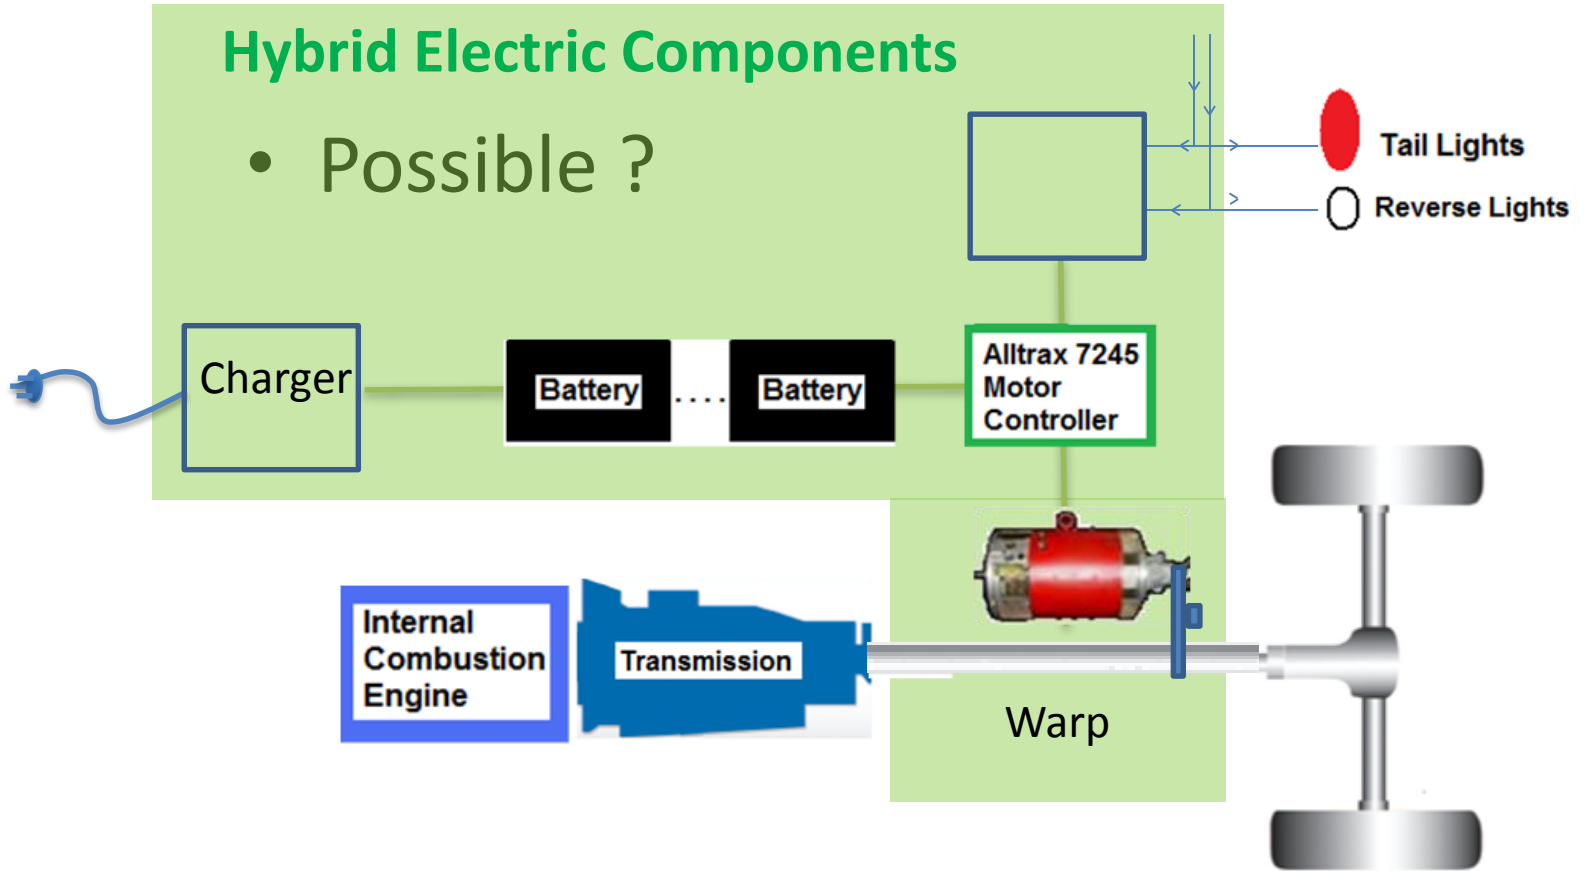 Hybrid Electric Components
• Possible ?
Tail Lights
Reverse Lights
Charger
Battery
....
Battery
Alltrax 7245
Motor
Controller
Internal
Combustion
Engine
Transmission
Warp